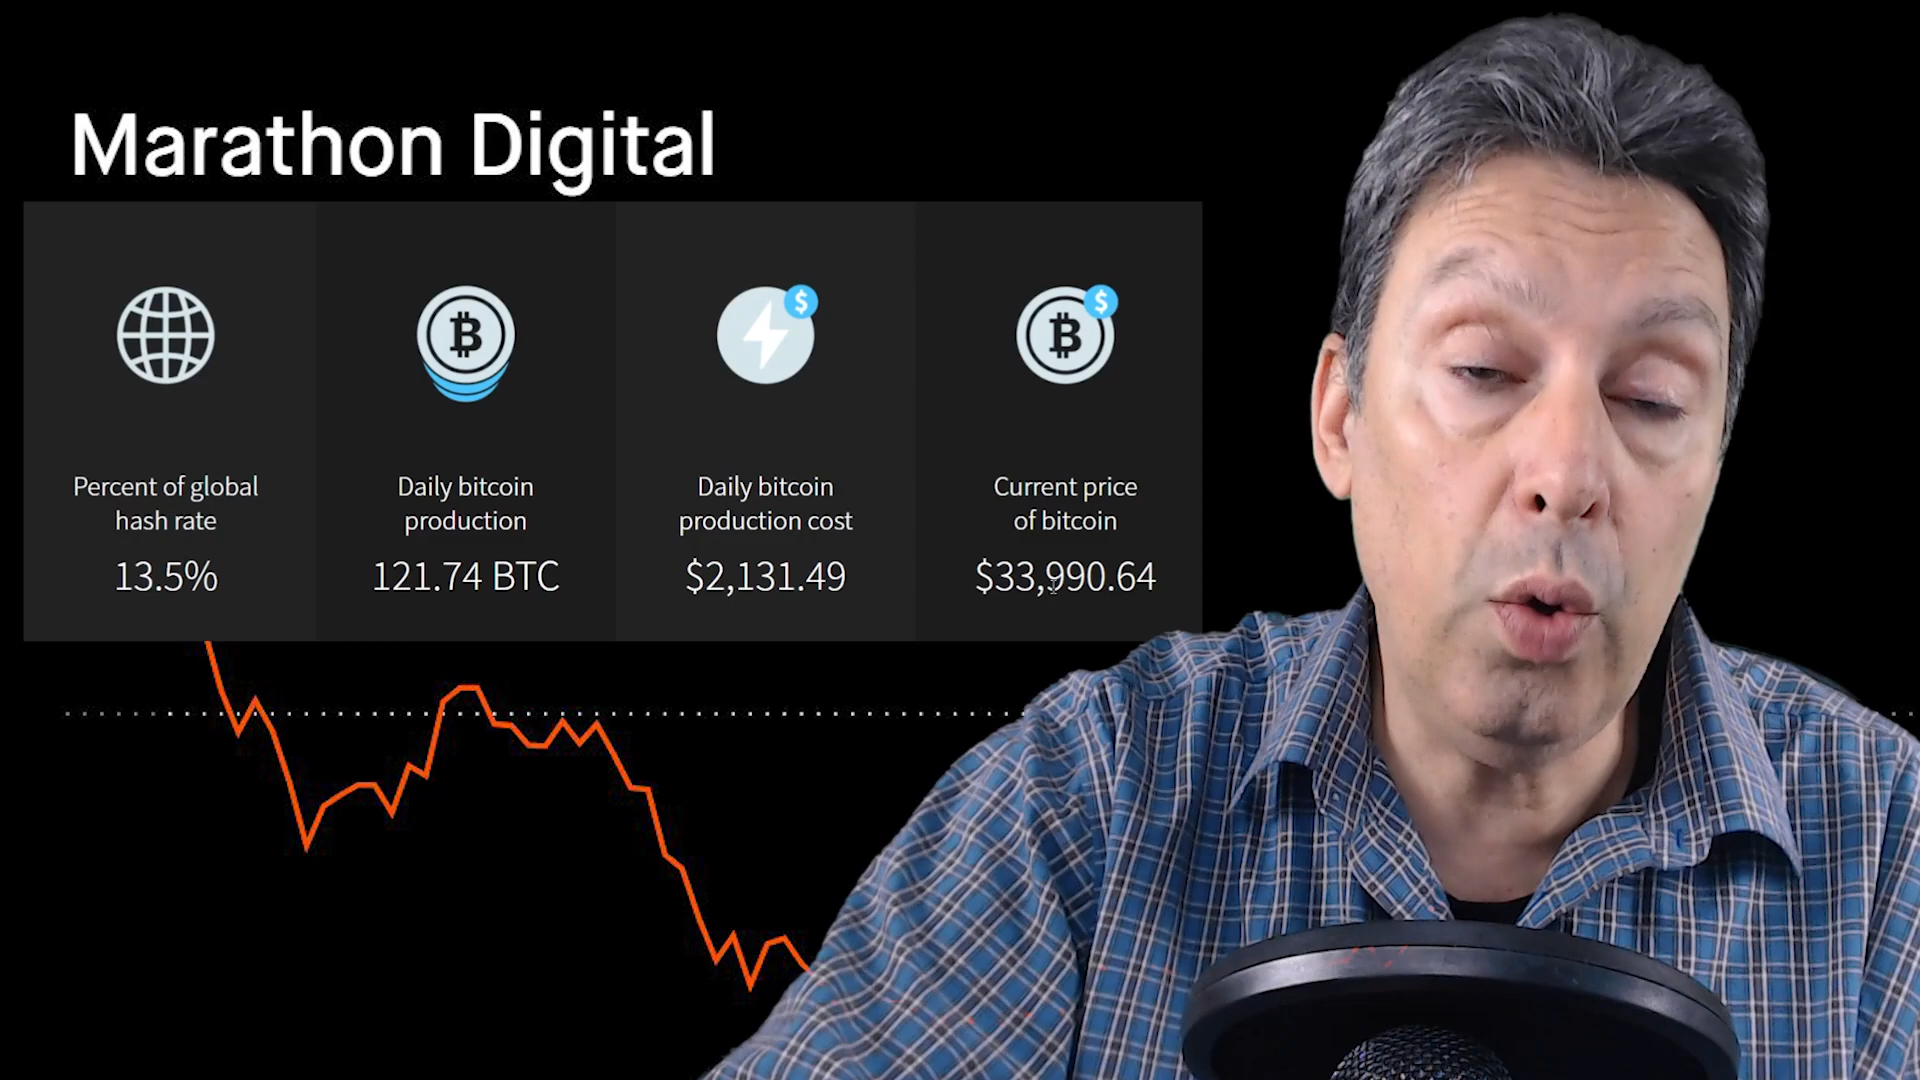 Marathon Digital
Percent of global
hash rate
13.5%
Daily bitcoin
production
121.74 BTC
Daily bitcoin
production cost
$2,131.49
Current price
of bitcoin
$33,990.64